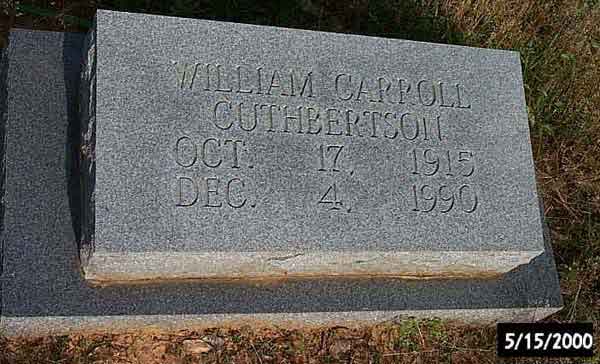 WILLIAM CARROLL
CUTHBERTSON
OCT. 17, 1915
DEC. 4, 1990
5/15/2000